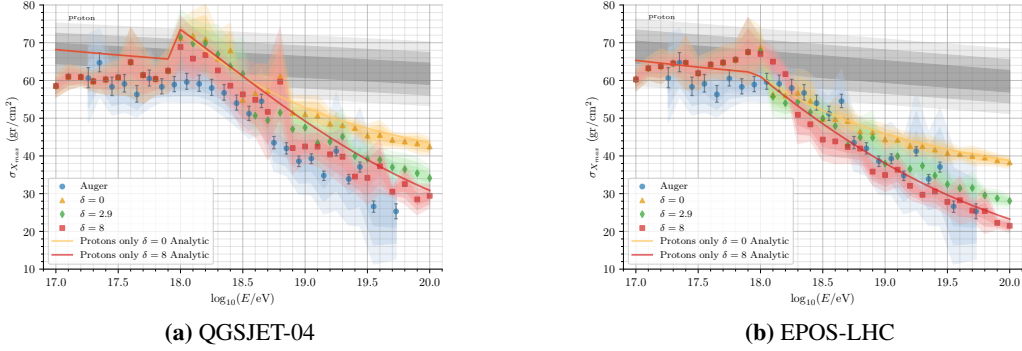 80
70
60
50
40
30
20
10
σXmax (gr/cm²)
proton
Auger
δ = 0
δ = 2.9
δ = 8
Protons only δ = 0 Analytic
Protons only δ = 8 Analytic
17.0 17.5 18.0 18.5 19.0 19.5 20.0
log₁₀(E/eV)
(a) QGSJET-04
80
70
60
50
40
30
20
10
σXmax (gr/cm²)
proton
Auger
δ = 0
δ = 2.9
δ = 8
Protons only δ = 0 Analytic
Protons only δ = 8 Analytic
17.0 17.5 18.0 18.5 19.0 19.5 20.0
log₁₀(E/eV)
(b) EPOS-LHC